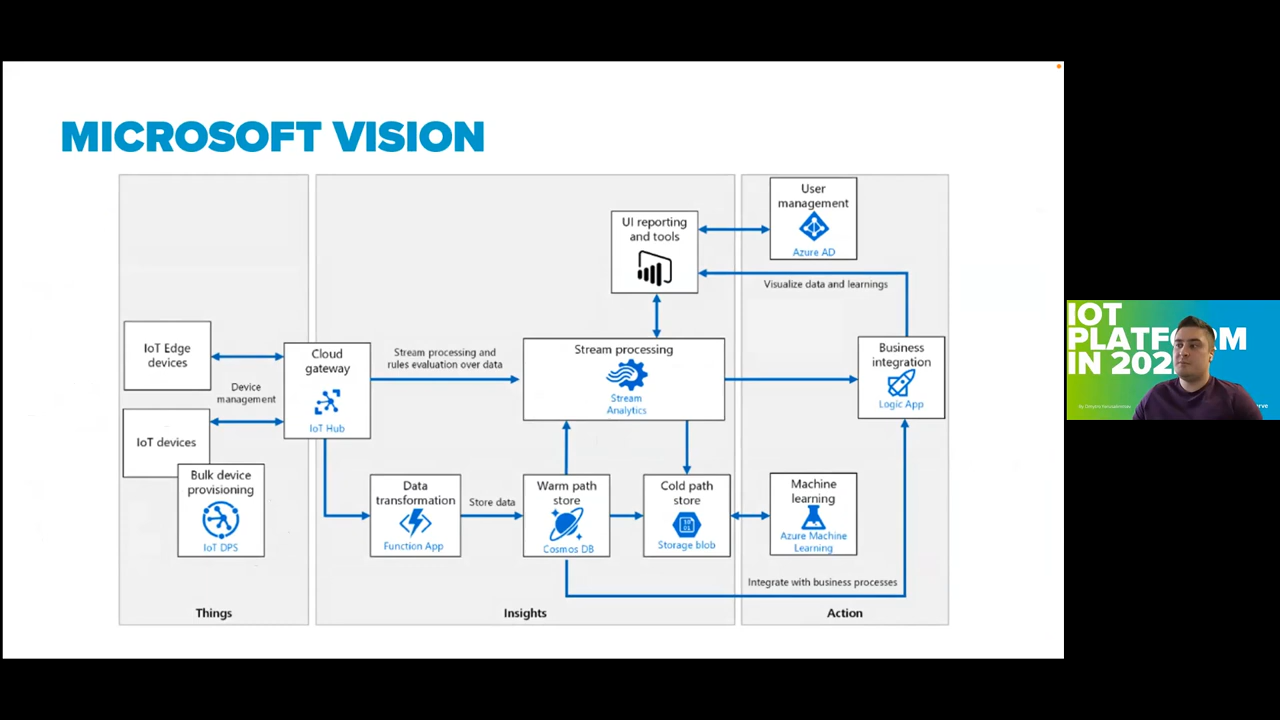 MICROSOFT VISION
User
management
Azure AD
UI reporting
and tools
Visualize data and learnings
IoT Edge
devices
Device
management
IoT devices
Bulk device
provisioning
IoT DPS
Cloud
gateway
IoT Hub
Stream processing and
rules evaluation over data
Stream processing
Stream
Analytics
Business
integration
Logic App
Data
transformation
Function App
Store data
Warm path
store
Cosmos DB
Cold path
store
Storage blob
Machine
learning
Azure Machine
Learning
Integrate with business processes
Things
Insights
Action
IOT
PLATFORM
IN 202